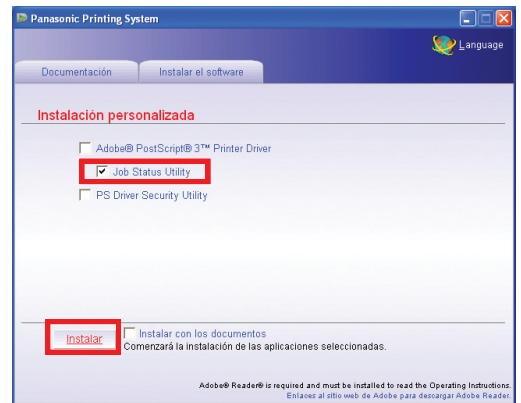 Panasonic Printing System
Language
Documentación Instalar el software
Instalación personalizada
Adobe® PostScript® 3™ Printer Driver
Job Status Utility
PS Driver Security Utility
Instalar Instalar con los documentos
Comenzará la instalación de las aplicaciones seleccionadas.
Adobe® Reader® is required and must be installed to read the Operating Instructions.
Enlaces al sitio web de Adobe para descargar Adobe Reader.